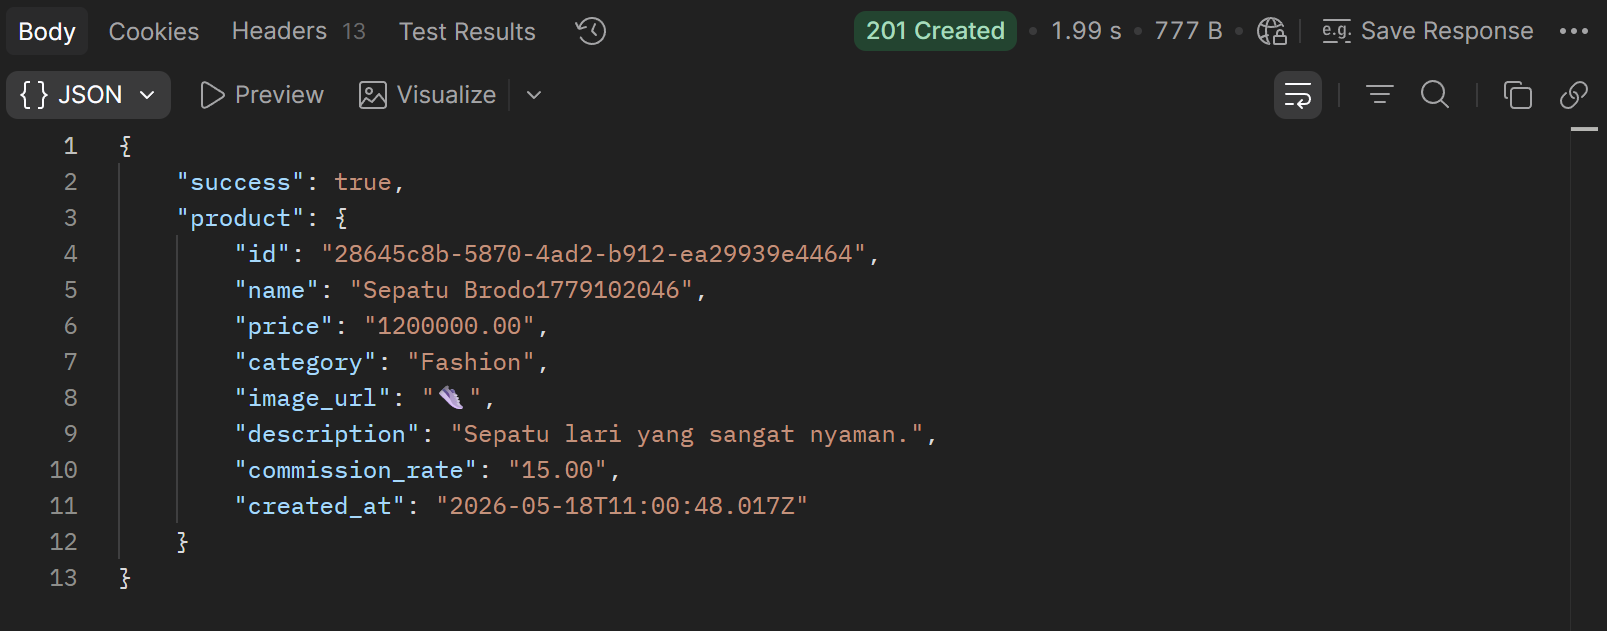 Body Cookies Headers 13 Test Results 201 Created • 1.99 s • 777 B • e.g. Save Response
{ } JSON Preview Visualize
1 {
2 "success": true,
3 "product": {
4 "id": "28645c8b-5870-4ad2-b912-ea29939e4464",
5 "name": "Sepatu Brodo1779102046",
6 "price": "1200000.00",
7 "category": "Fashion",
8 "image_url": "👟",
9 "description": "Sepatu lari yang sangat nyaman.",
10 "commission_rate": "15.00",
11 "created_at": "2026-05-18T11:00:48.017Z"
12 }
13 }